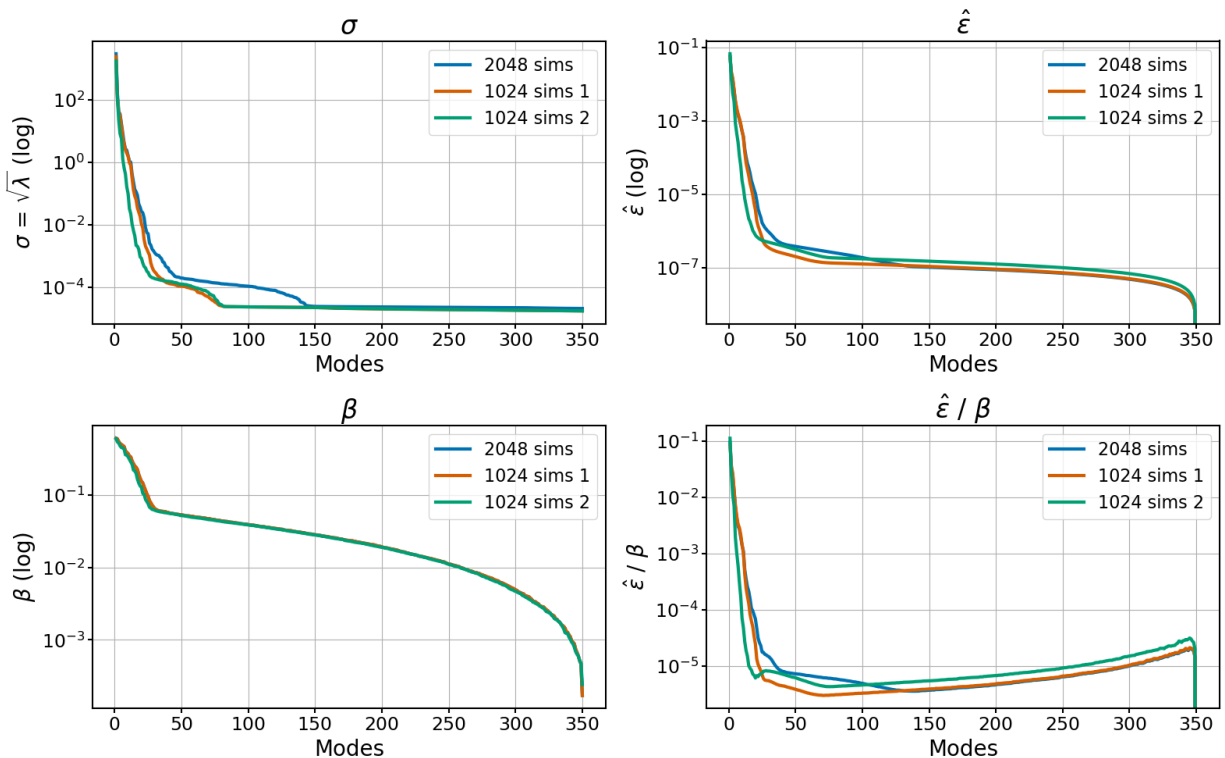 σ
σ = √λ (log)
10²
10⁰
10⁻²
10⁻⁴
2048 sims
1024 sims 1
1024 sims 2
0 50 100 150 200 250 300 350
Modes
ε̂
ε̂ (log)
10⁻¹
10⁻³
10⁻⁵
10⁻⁷
2048 sims
1024 sims 1
1024 sims 2
0 50 100 150 200 250 300 350
Modes
β
β (log)
10⁻¹
10⁻²
10⁻³
2048 sims
1024 sims 1
1024 sims 2
0 50 100 150 200 250 300 350
Modes
ε̂ / β
ε̂ / β
10⁻¹
10⁻²
10⁻³
10⁻⁴
10⁻⁵
2048 sims
1024 sims 1
1024 sims 2
0 50 100 150 200 250 300 350
Modes